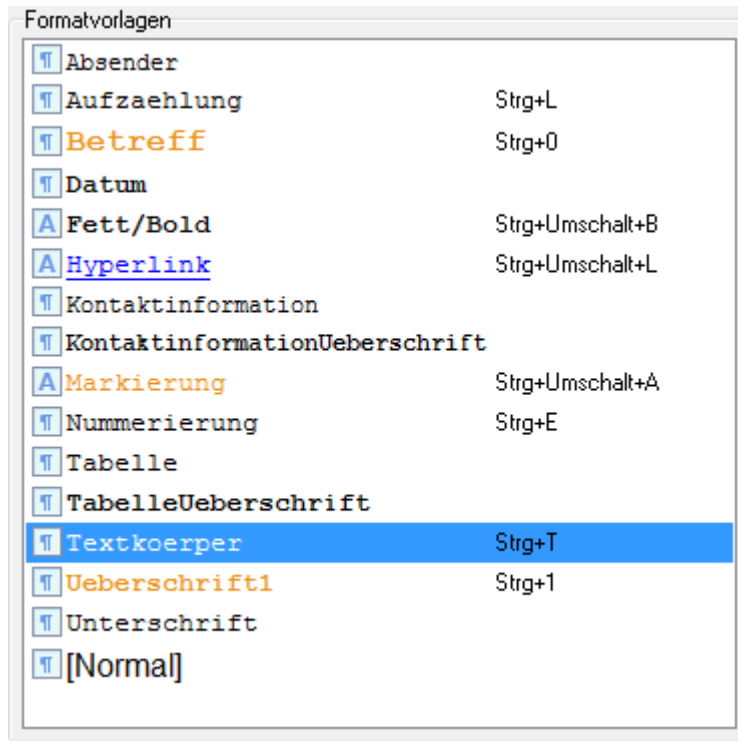 Formatvorlagen
¶ Absender
¶ Aufzaehlung Strg+L
¶ Betreff Strg+0
¶ Datum
A Fett/Bold Strg+Umschalt+B
A Hyperlink Strg+Umschalt+L
¶ Kontaktinformation
¶ KontaktinformationUeberschrift
A Markierung Strg+Umschalt+A
¶ Nummerierung Strg+E
¶ Tabelle
¶ TabelleUeberschrift
¶ Textkoerper Strg+T
¶ Ueberschrift1 Strg+1
¶ Unterschrift
¶ [Normal]